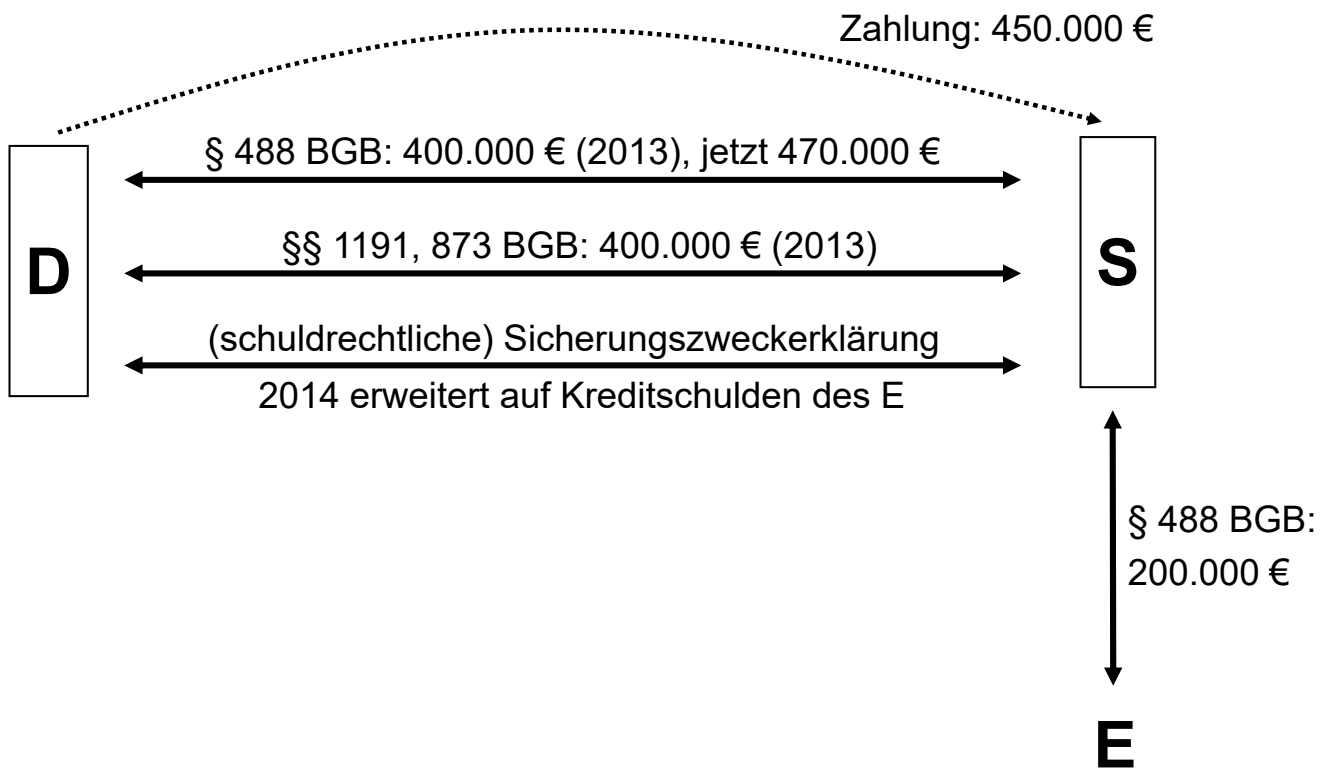 Zahlung: 450.000 €
§ 488 BGB: 400.000 € (2013), jetzt 470.000 €
§§ 1191, 873 BGB: 400.000 € (2013)
D
S
(schuldrechtliche) Sicherungszweckerklärung
2014 erweitert auf Kreditschulden des E
§ 488 BGB:
200.000 €
E